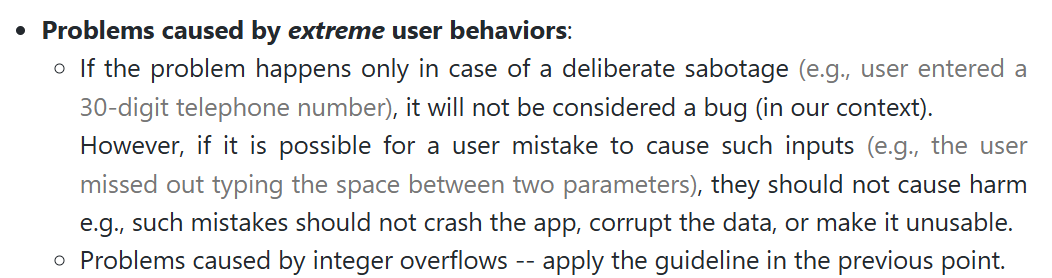 • Problems caused by extreme user behaviors:
○ If the problem happens only in case of a deliberate sabotage (e.g., user entered a
30-digit telephone number), it will not be considered a bug (in our context).
However, if it is possible for a user mistake to cause such inputs (e.g., the user
missed out typing the space between two parameters), they should not cause harm
e.g., such mistakes should not crash the app, corrupt the data, or make it unusable.
○ Problems caused by integer overflows -- apply the guideline in the previous point.